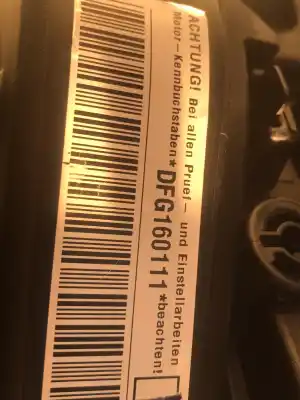 ACHTUNG! Bei allen Pruef- und Einstellarbeiten
Motor-Kennbuchstaben* DFG160111 *beachten!